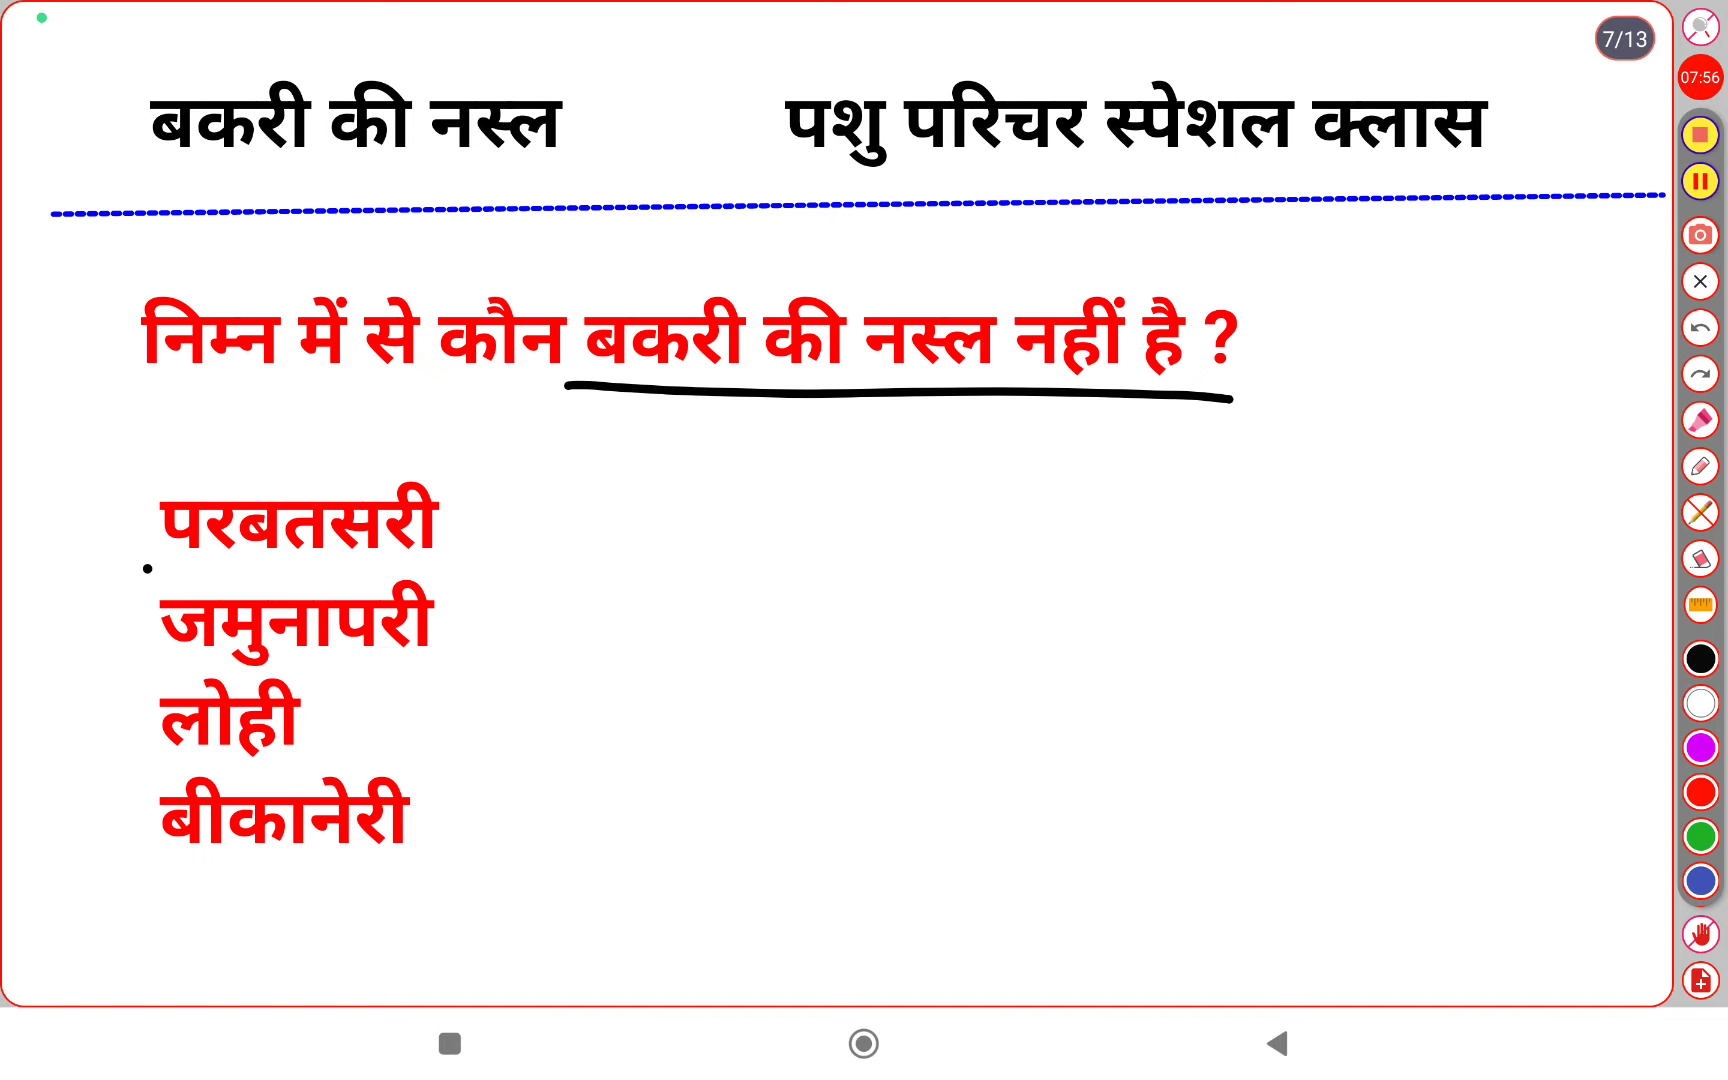 7/13
07:56
बकरी की नस्ल पशु परिचर स्पेशल क्लास
निम्न में से कौन बकरी की नस्ल नहीं है ?
परबतसरी
जमुनापरी
लोही
बीकानेरी